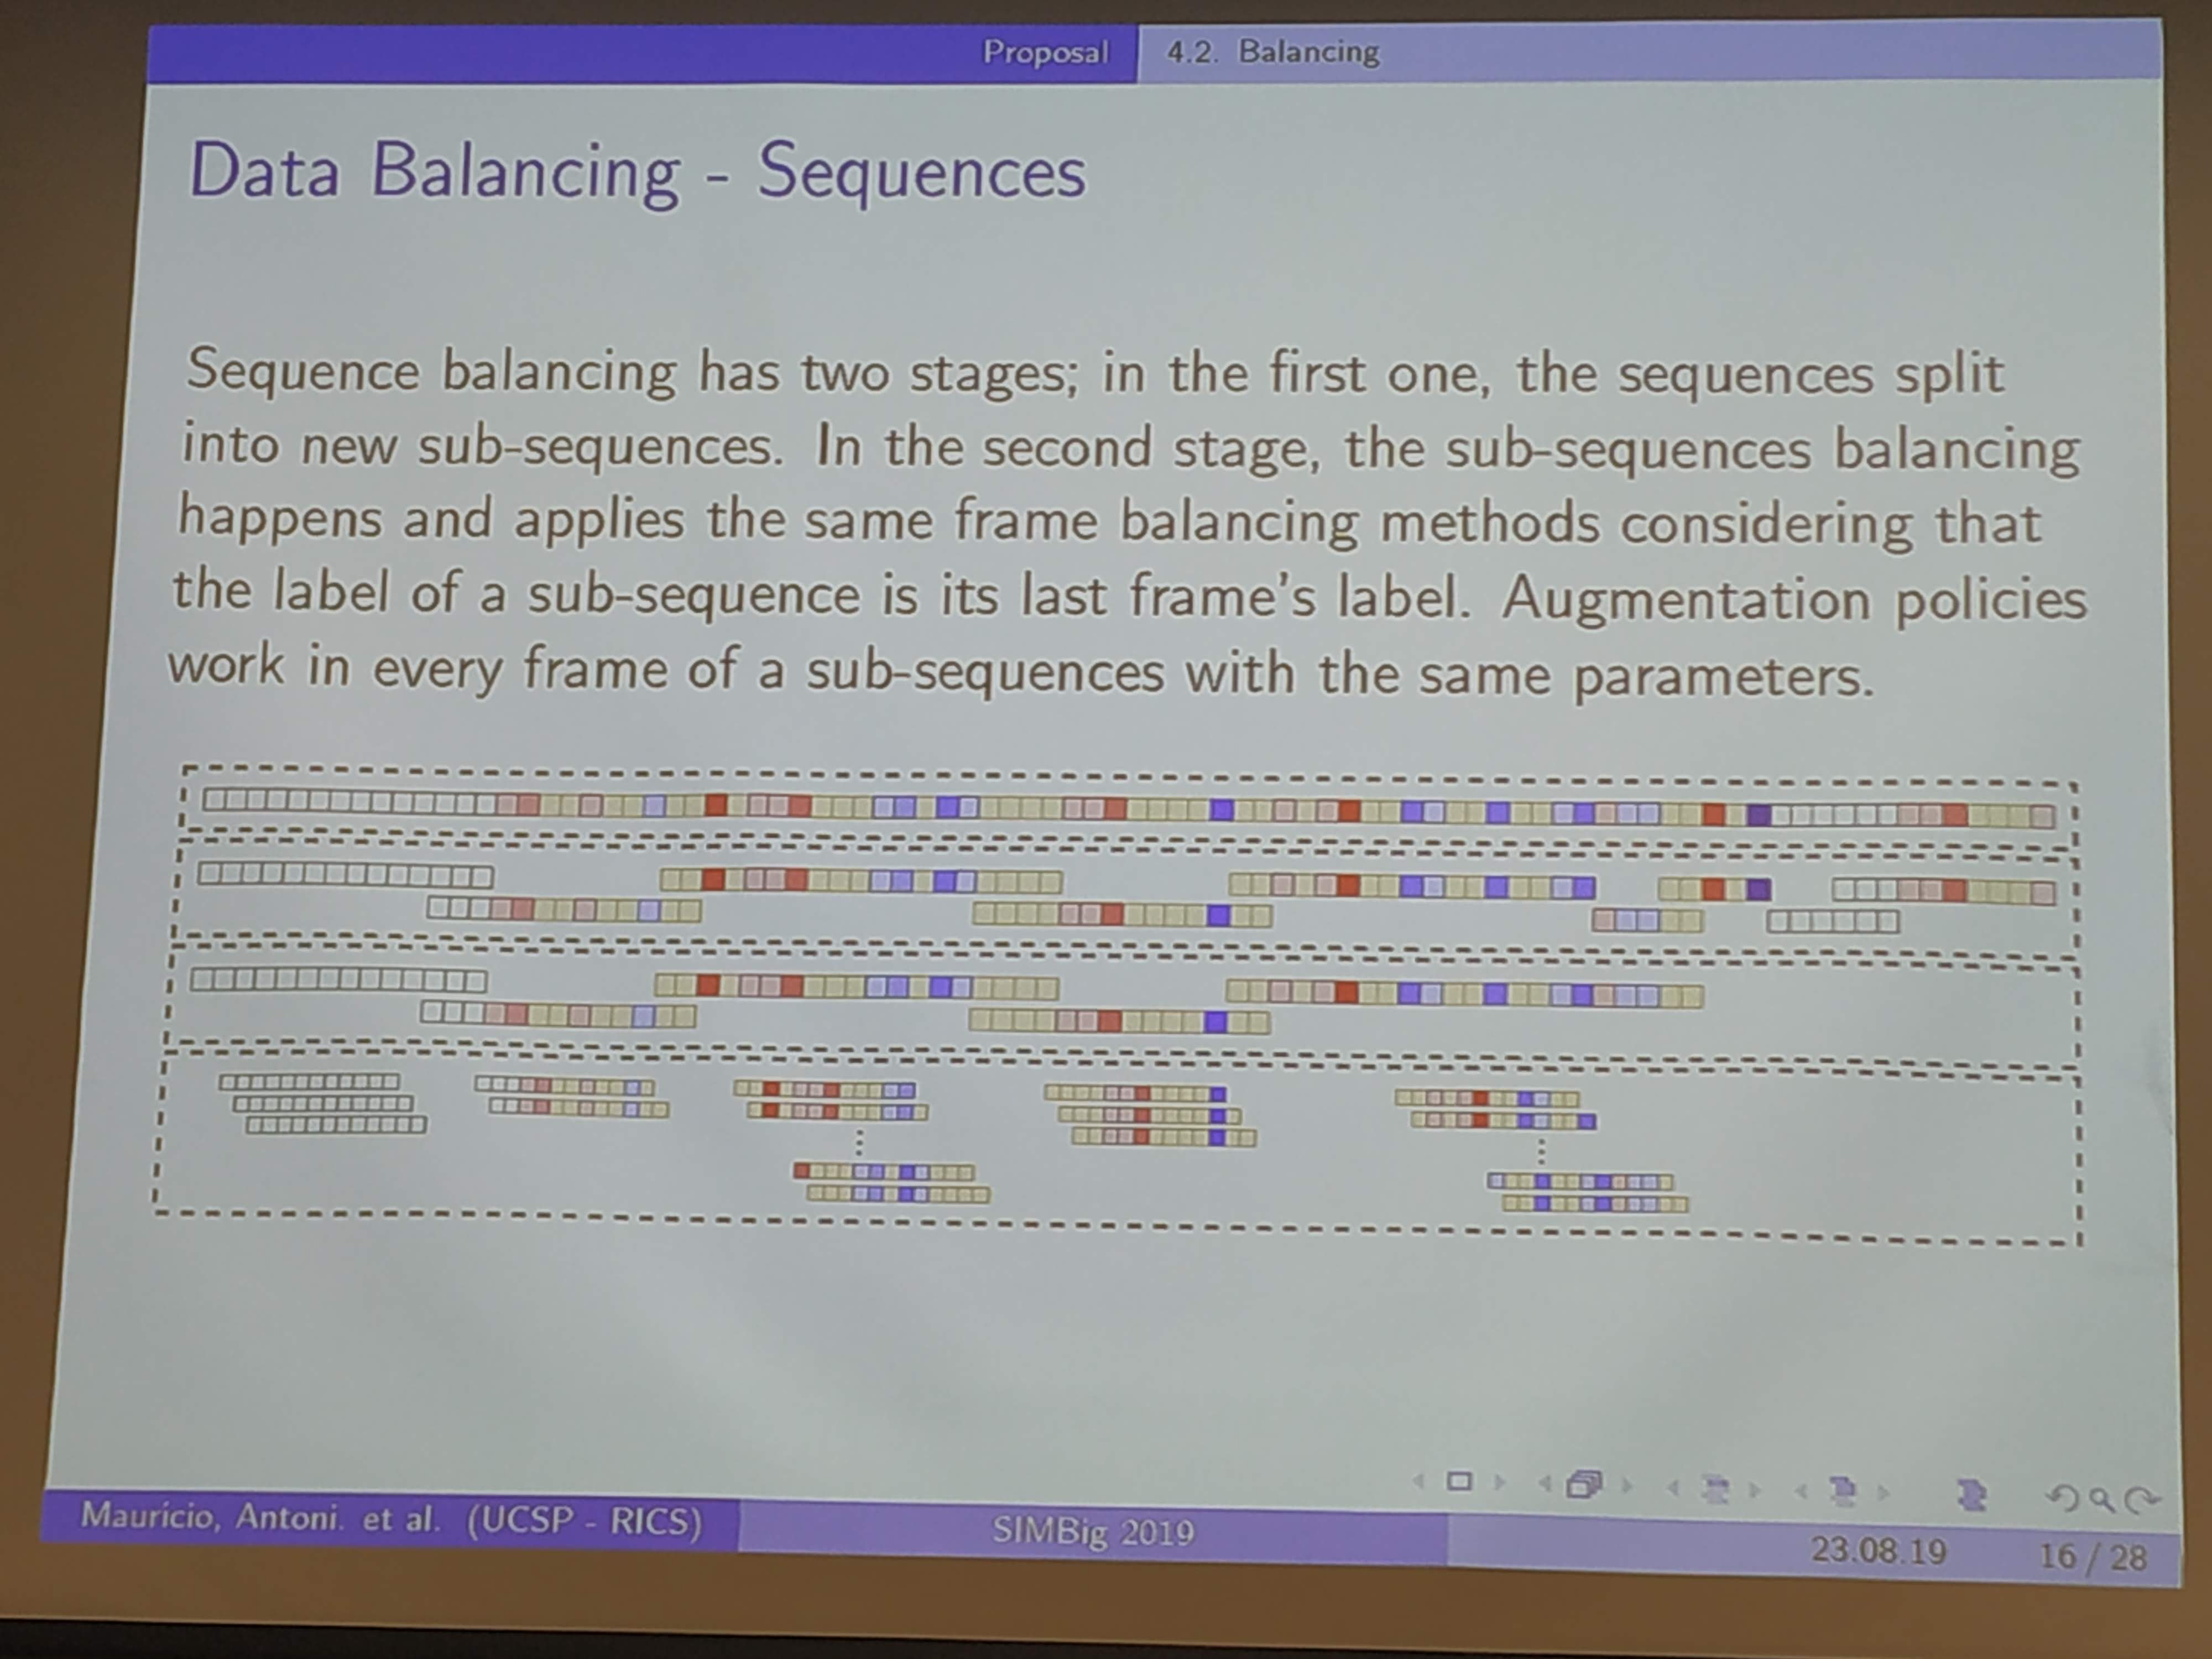 Proposal 4.2. Balancing
Data Balancing - Sequences
Sequence balancing has two stages; in the first one, the sequences split
into new sub-sequences. In the second stage, the sub-sequences balancing
happens and applies the same frame balancing methods considering that
the label of a sub-sequence is its last frame's label. Augmentation policies
work in every frame of a sub-sequences with the same parameters.
Mauricio, Antoni. et al. (UCSP - RICS) SIMBig 2019 23.08.19 16 / 28